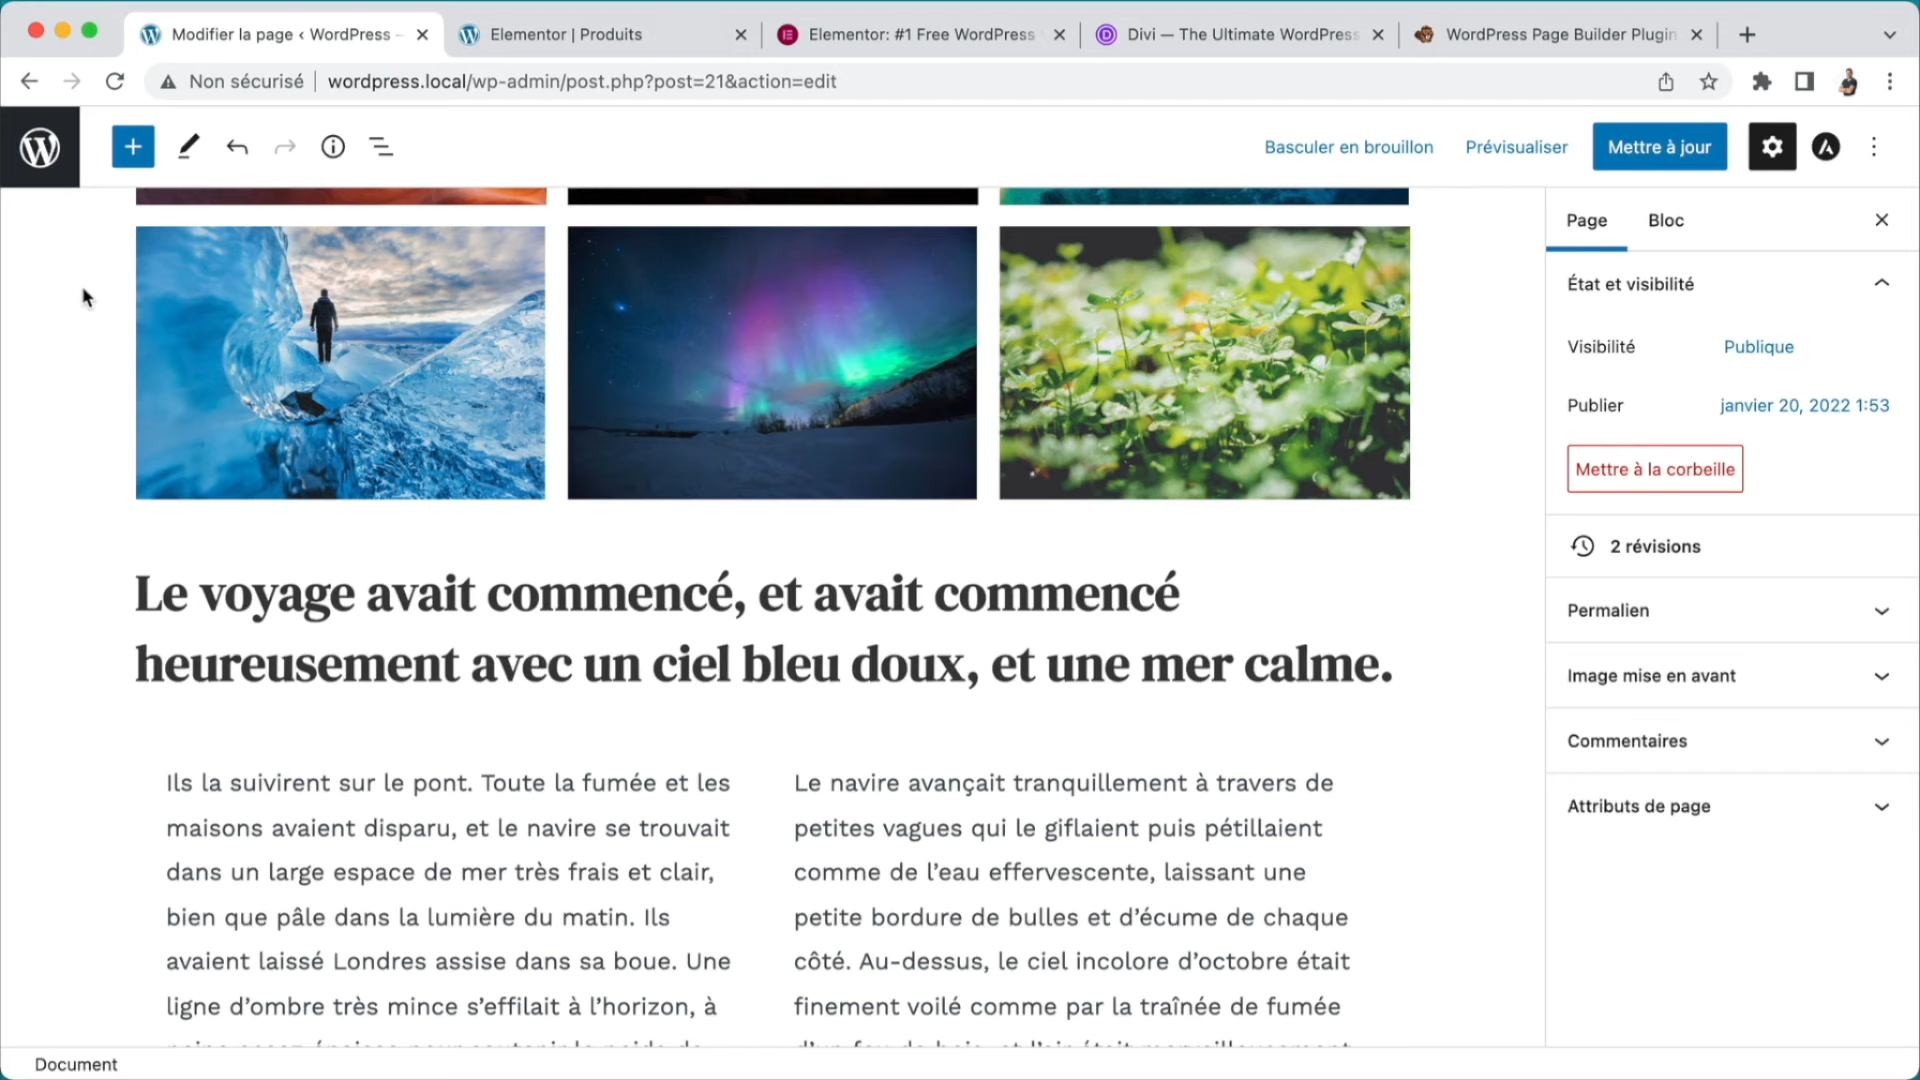 Modifier la page ‹ WordPress –
Elementor | Produits
Elementor: #1 Free WordPress
Divi — The Ultimate WordPress
WordPress Page Builder Plugin
Non sécurisé
wordpress.local/wp-admin/post.php?post=21&action=edit
Basculer en brouillon
Prévisualiser
Mettre à jour
Page
Bloc
État et visibilité
Visibilité
Publique
Publier
janvier 20, 2022 1:53
Mettre à la corbeille
2 révisions
Permalien
Image mise en avant
Commentaires
Attributs de page
Le voyage avait commencé, et avait commencé
heureusement avec un ciel bleu doux, et une mer calme.
Ils la suivirent sur le pont. Toute la fumée et les
maisons avaient disparu, et le navire se trouvait
dans un large espace de mer très frais et clair,
bien que pâle dans la lumière du matin. Ils
avaient laissé Londres assise dans sa boue. Une
ligne d’ombre très mince s’effilait à l’horizon, à
Le navire avançait tranquillement à travers de
petites vagues qui le giflaient puis pétillaient
comme de l’eau effervescente, laissant une
petite bordure de bulles et d’écume de chaque
côté. Au-dessus, le ciel incolore d’octobre était
finement voilé comme par la traînée de fumée
Document